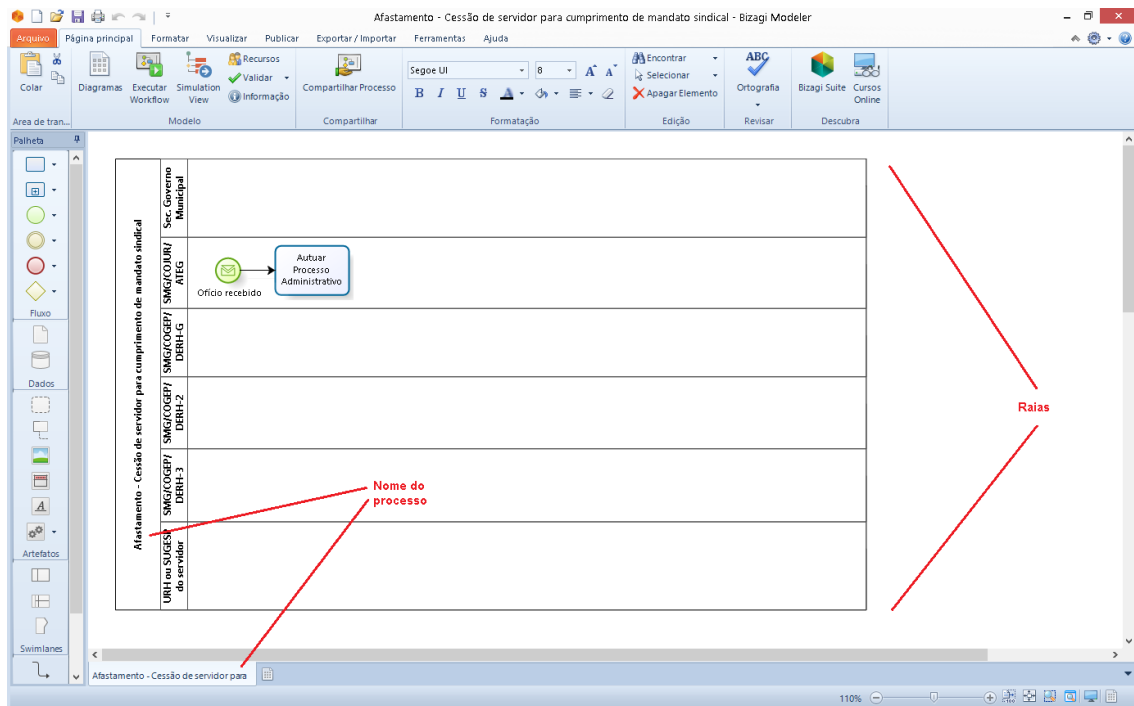 Afastamento - Cessão de servidor para cumprimento de mandato sindical - Bizagi Modeler
Arquivo Página principal Formatar Visualizar Publicar Exportar / Importar Ferramentas Ajuda
Colar
Area de tran...
Diagramas
Executar
Workflow
Simulation
View
Recursos
Validar
Informação
Modelo
Compartilhar Processo
Compartilhar
Segoe UI 8 A A
B I U S A
Formatação
Encontrar
Selecionar
Apagar Elemento
Edição
ABC
Ortografia
Revisar
Bizagi Suite
Cursos
Online
Descubra
Palheta
Fluxo
Dados
A
Artefatos
Swimlanes
Afastamento - Cessão de servidor para cumprimento de mandato sindical
Sec. Governo
Municipal
SMG/COJUR/
ATEG
Ofício recebido
Autuar
Processo
Administrativo
SMG/COGEP/
DERH-G
SMG/COGEP/
DERH-2
SMG/COGEP/
DERH-3
URH ou SUGESP
do servidor
Nome do
processo
Raias
Afastamento - Cessão de servidor para
110%